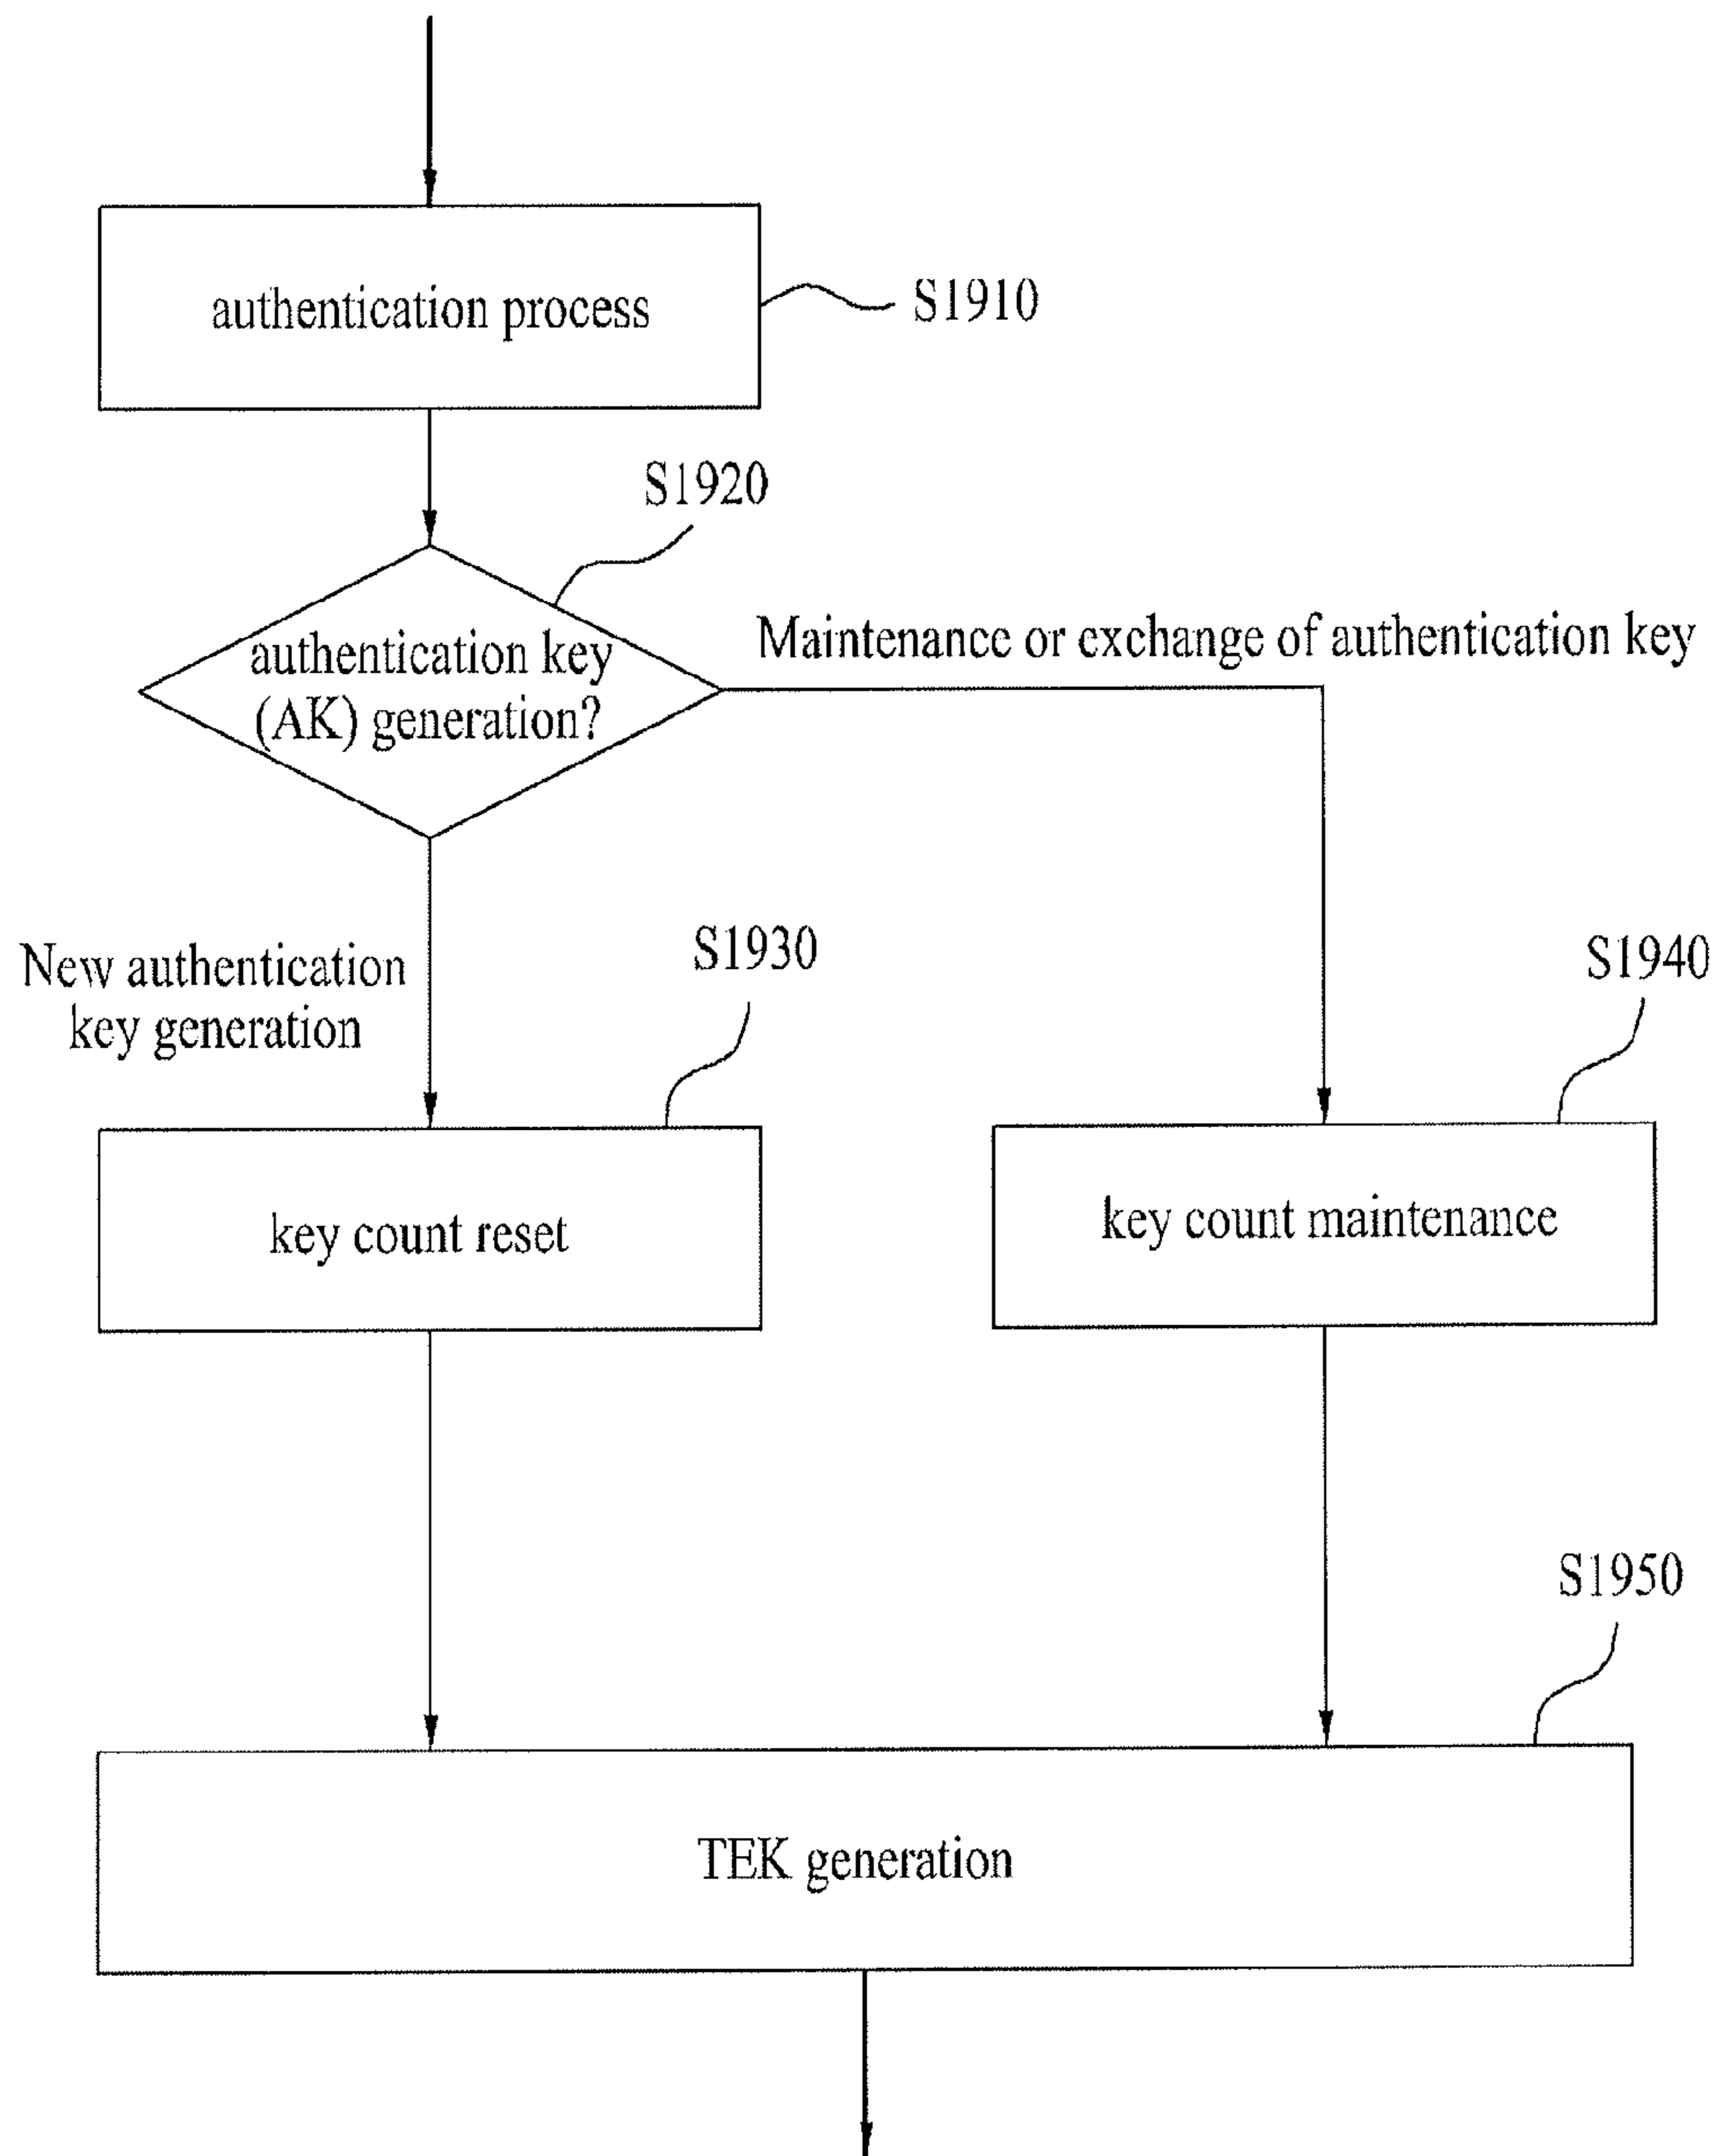 authentication process
S1910
S1920
authentication key
(AK) generation?
Maintenance or exchange of authentication key
New authentication
key generation
S1930
S1940
key count reset
key count maintenance
S1950
TEK generation